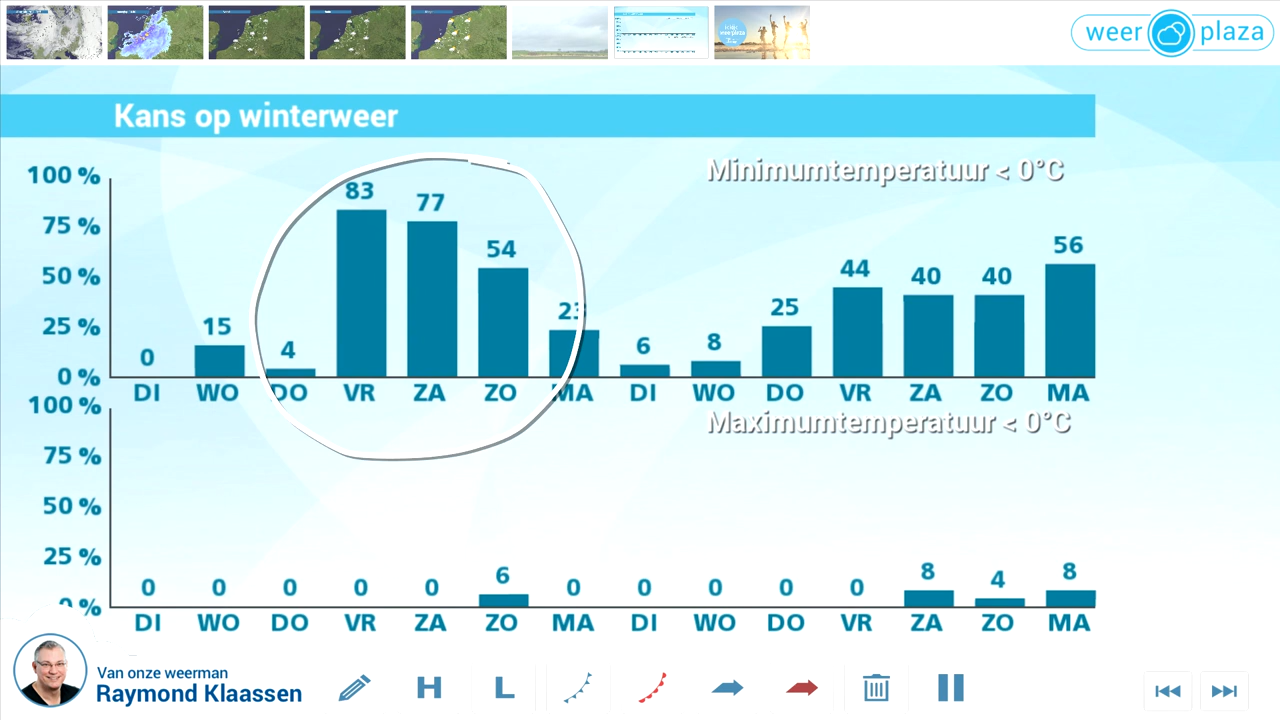 weer plaza
Kans op winterweer
Minimumtemperatuur < 0°C
100 %
75 %
50 %
25 %
0 %
0 15 4 83 77 54 23 6 8 25 44 40 40 56
DI WO DO VR ZA ZO MA DI WO DO VR ZA ZO MA
Maximumtemperatuur < 0°C
100 %
75 %
50 %
25 %
0 %
0 0 0 0 0 6 0 0 0 0 0 8 4 8
DI WO DO VR ZA ZO MA DI WO DO VR ZA ZO MA
Van onze weerman
Raymond Klaassen
H L